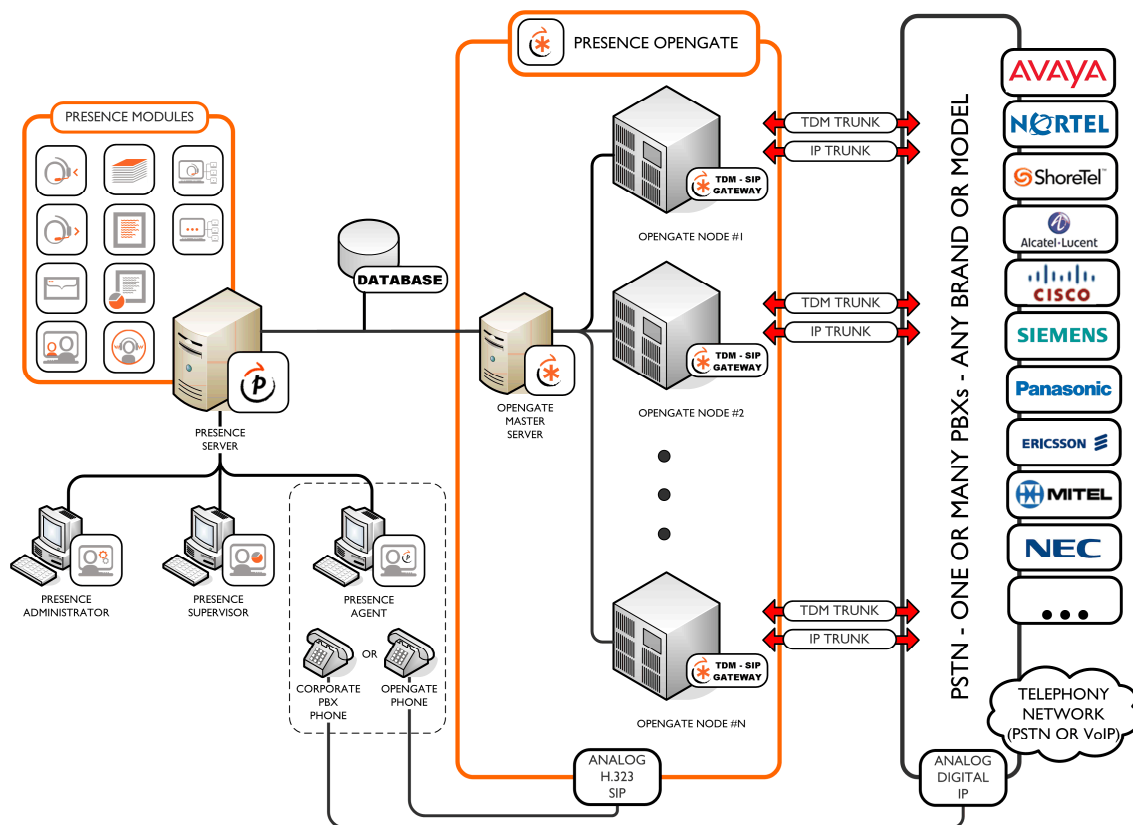 PRESENCE OPENGATE
PRESENCE MODULES
DATABASE
PRESENCE
SERVER
OPENGATE
MASTER
SERVER
TDM - SIP
GATEWAY
OPENGATE NODE #1
TDM TRUNK
IP TRUNK
TDM - SIP
GATEWAY
OPENGATE NODE #2
TDM TRUNK
IP TRUNK
TDM - SIP
GATEWAY
OPENGATE NODE #N
TDM TRUNK
IP TRUNK
PRESENCE
ADMINISTRATOR
PRESENCE
SUPERVISOR
PRESENCE
AGENT
OR
CORPORATE
PBX
PHONE
OPENGATE
PHONE
ANALOG
H.323
SIP
PSTN - ONE OR MANY PBXs - ANY BRAND OR MODEL
AVAYA
NORTEL
ShoreTel™
Alcatel-Lucent
CISCO
SIEMENS
Panasonic
ERICSSON
MITEL
NEC
...
TELEPHONY
NETWORK
(PSTN OR VoIP)
ANALOG
DIGITAL
IP